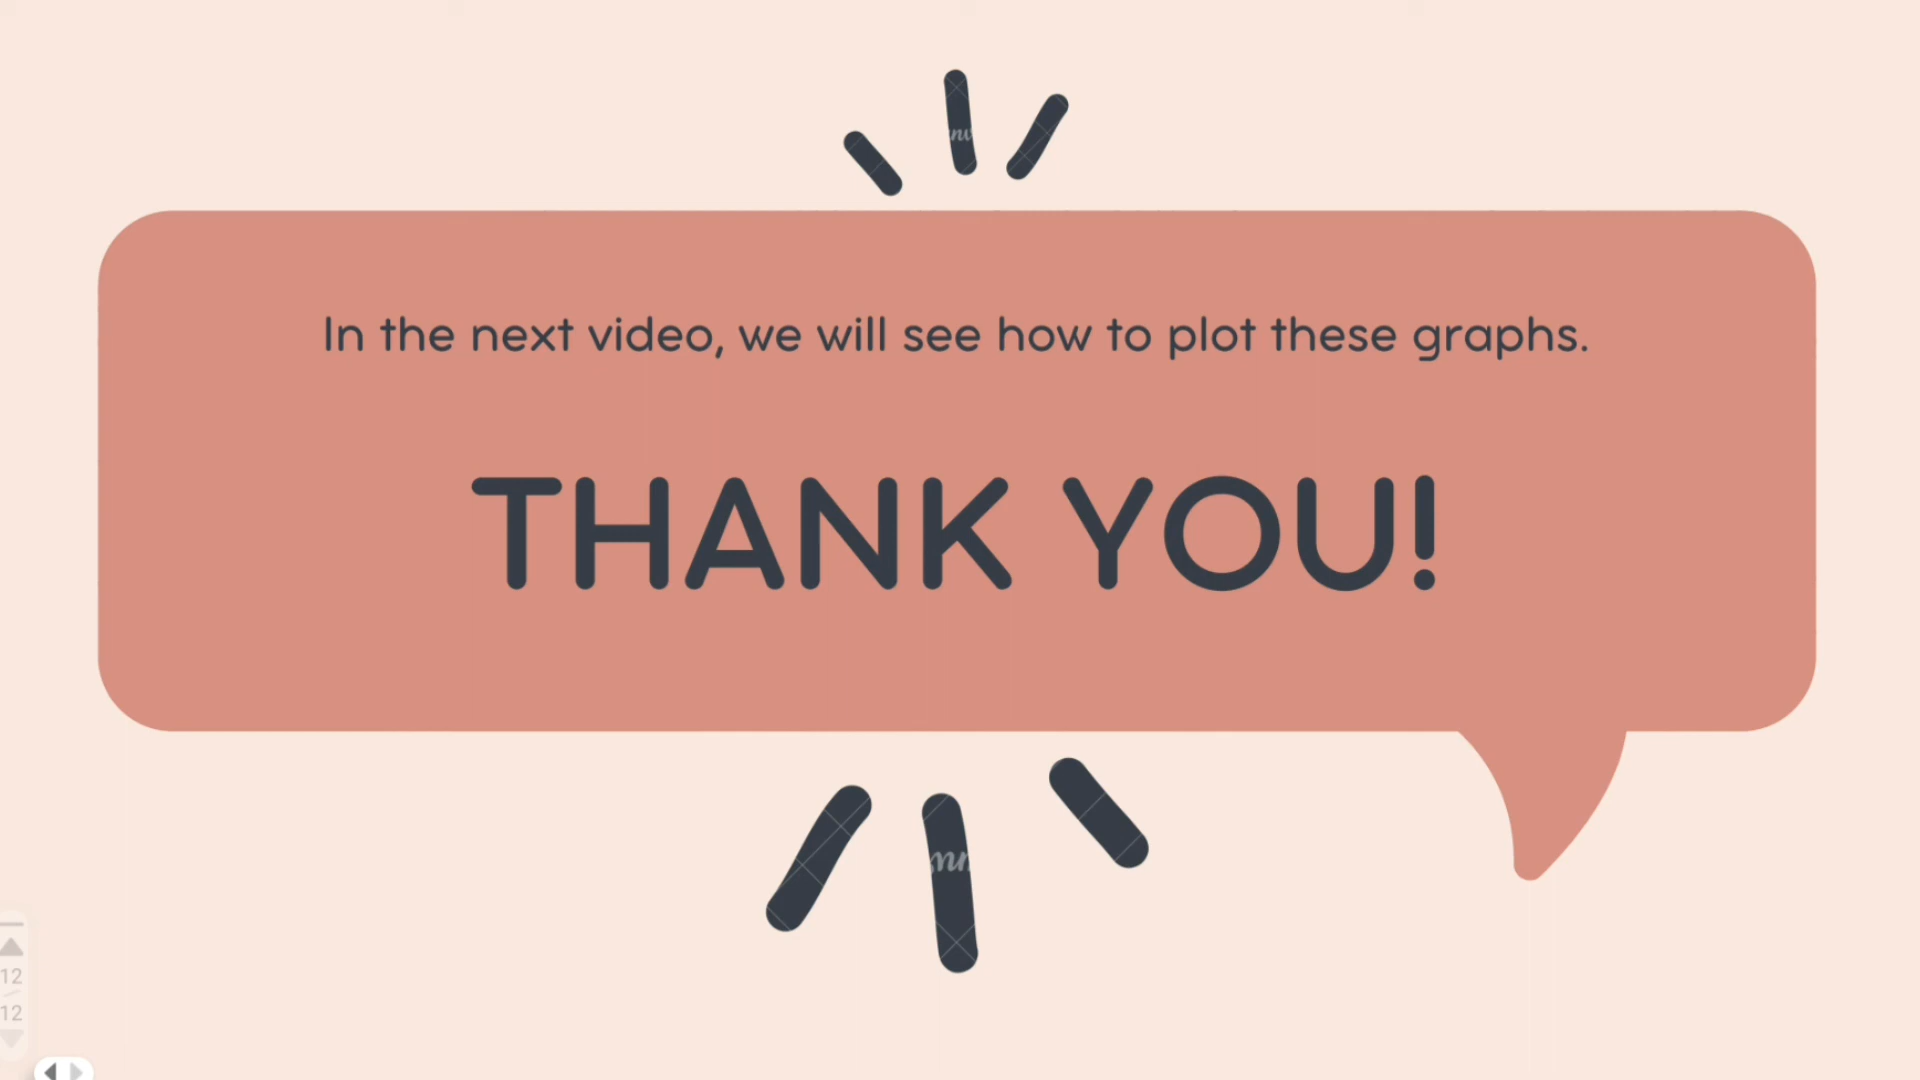 In the next video, we will see how to plot these graphs.
THANK YOU!
12
12